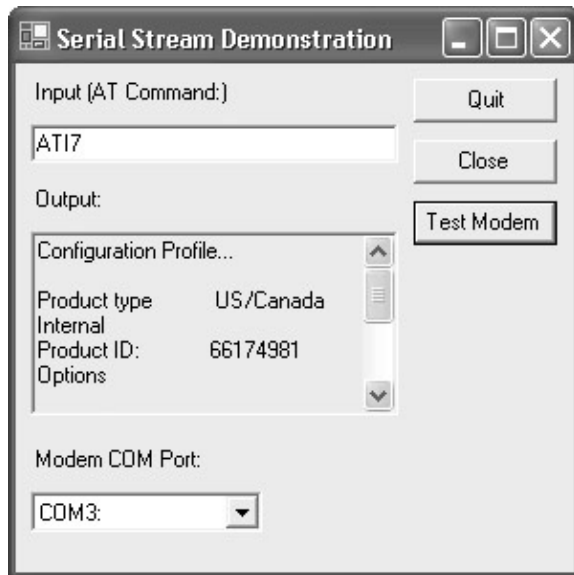 Serial Stream Demonstration
Input (AT Command:)
Quit
ATI7
Close
Output:
Test Modem
Configuration Profile...
Product type US/Canada
Internal
Product ID: 66174981
Options
Modem COM Port:
COM3: